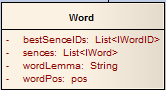 Word
- bestSenceIDs: List<IWordID>
- sences: List<IWord>
- wordLemma: String
- wordPos: pos